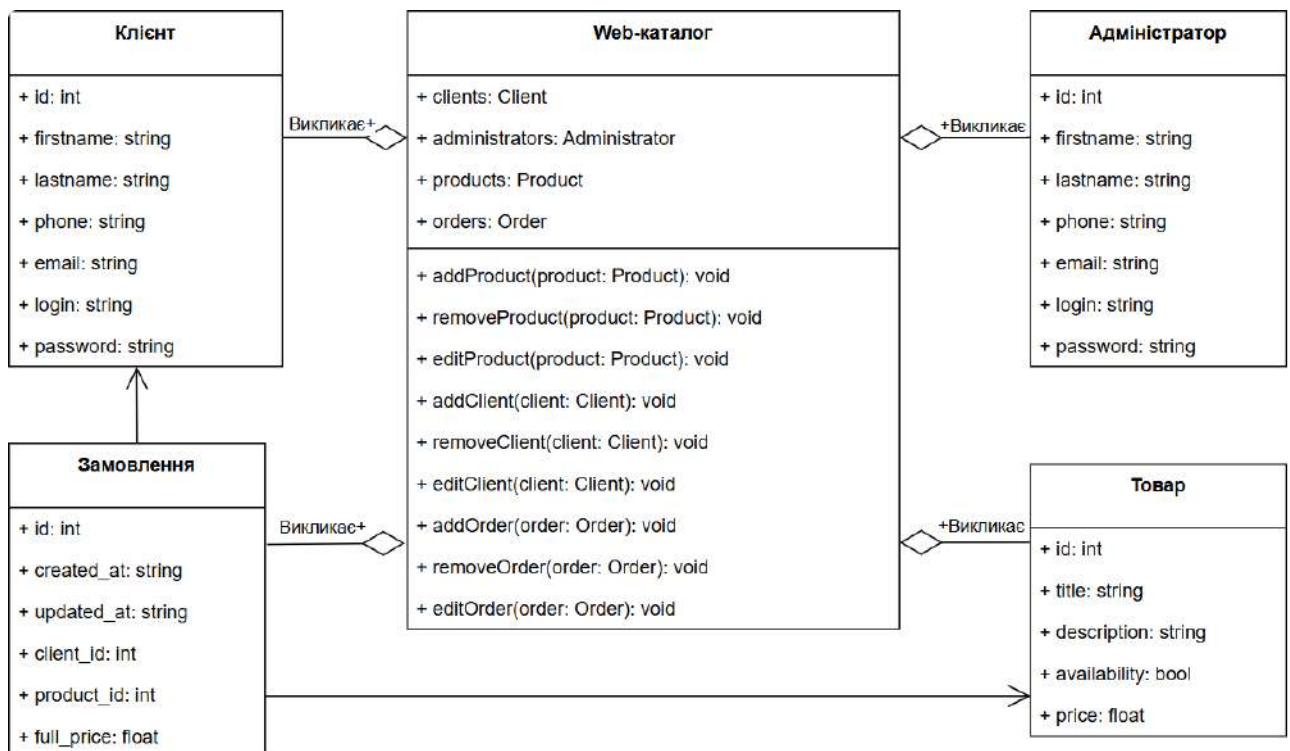 Клієнт
+ id: int
+ firstname: string
+ lastname: string
+ phone: string
+ email: string
+ login: string
+ password: string
Викликає+
Web-каталог
+ clients: Client
+ administrators: Administrator
+ products: Product
+ orders: Order
+ addProduct(product: Product): void
+ removeProduct(product: Product): void
+ editProduct(product: Product): void
+ addClient(client: Client): void
+ removeClient(client: Client): void
+ editClient(client: Client): void
+ addOrder(order: Order): void
+ removeOrder(order: Order): void
+ editOrder(order: Order): void
+Викликає
Адміністратор
+ id: int
+ firstname: string
+ lastname: string
+ phone: string
+ email: string
+ login: string
+ password: string
Замовлення
+ id: int
+ created_at: string
+ updated_at: string
+ client_id: int
+ product_id: int
+ full_price: float
Викликає+
+Викликає
Товар
+ id: int
+ title: string
+ description: string
+ availability: bool
+ price: float